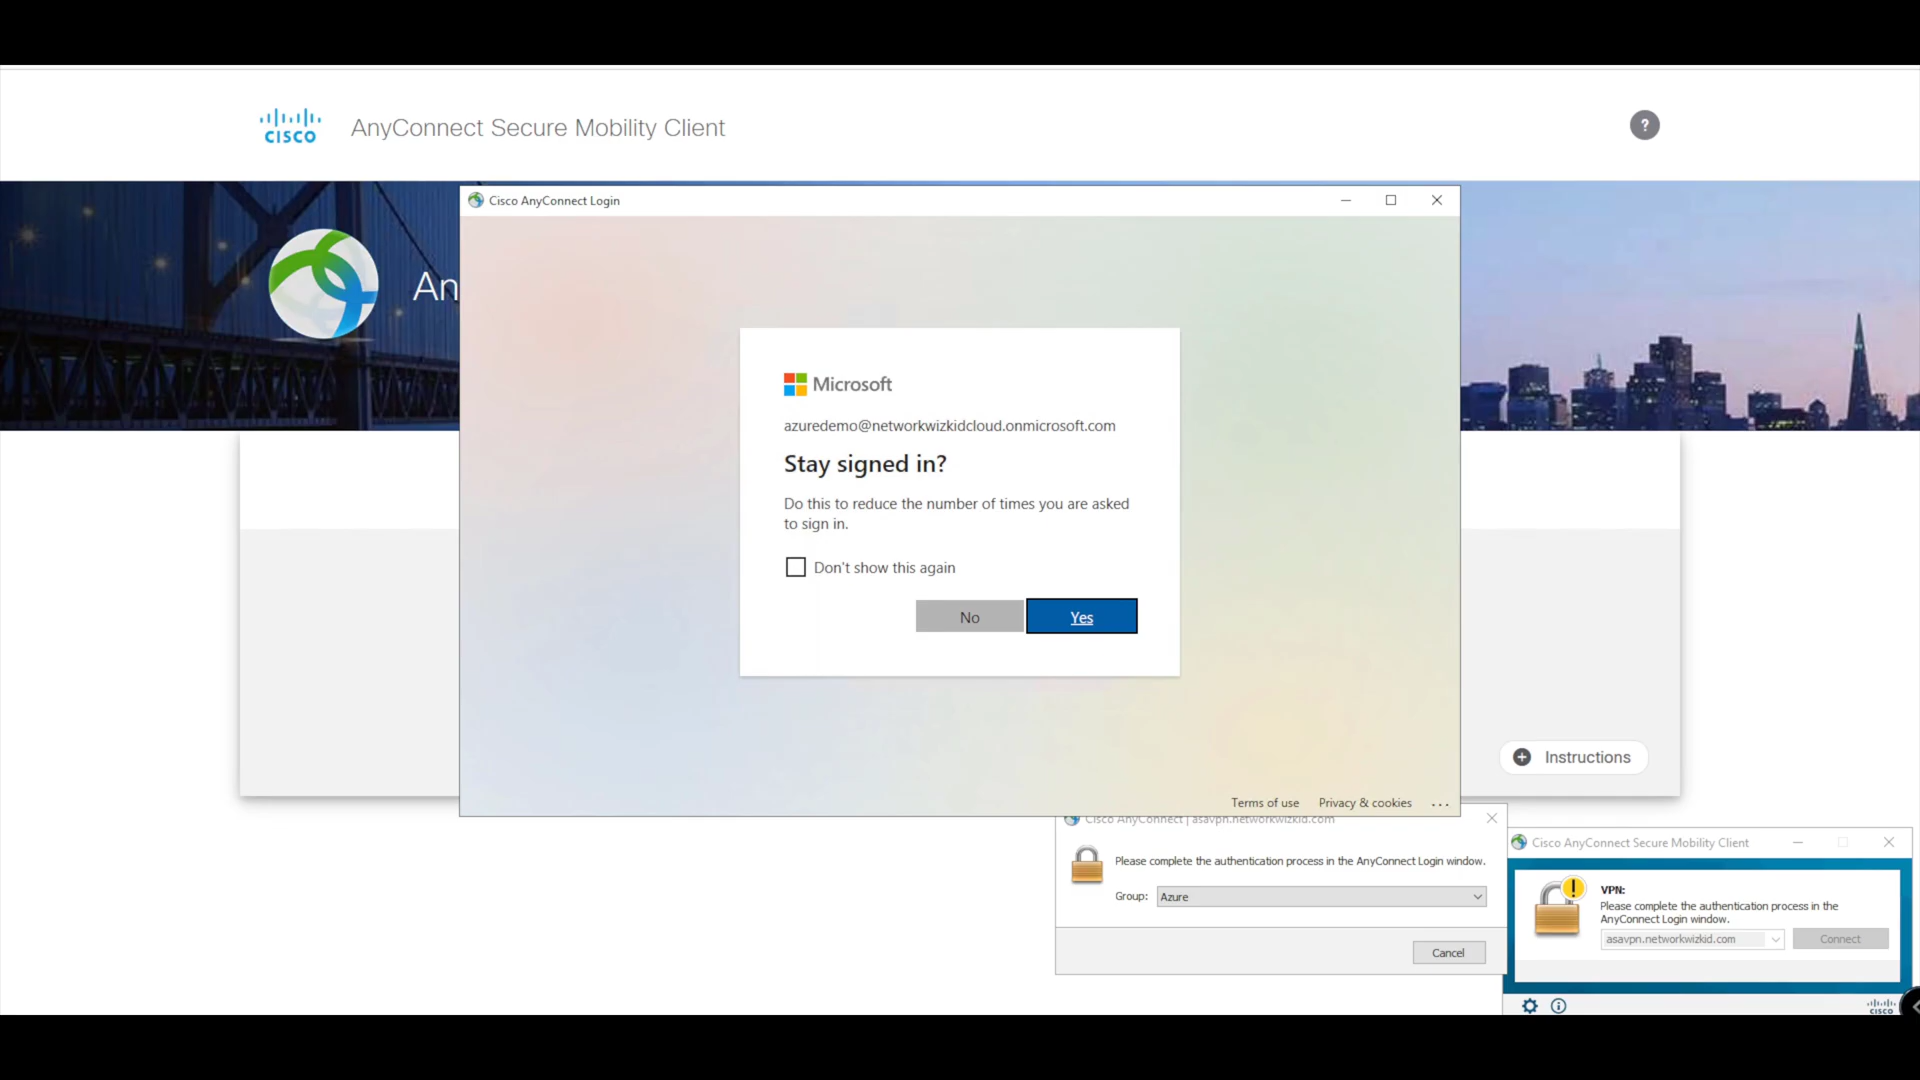 CISCO
AnyConnect Secure Mobility Client
?
An
Cisco AnyConnect Login
Microsoft
azuredemo@networkwizkidcloud.onmicrosoft.com
Stay signed in?
Do this to reduce the number of times you are asked
to sign in.
Don't show this again
No
Yes
Instructions
Terms of use
Privacy & cookies
...
Cisco AnyConnect | asavpn.networkwizkid.com
Please complete the authentication process in the AnyConnect Login window.
Group:
Azure
Cancel
Cisco AnyConnect Secure Mobility Client
VPN:
Please complete the authentication process in the
AnyConnect Login window.
asavpn.networkwizkid.com
Connect
CISCO